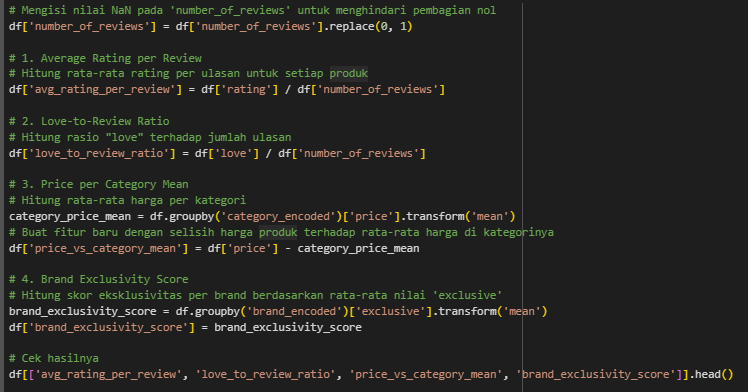 # Mengisi nilai NaN pada 'number_of_reviews' untuk menghindari pembagian nol
df['number_of_reviews'] = df['number_of_reviews'].replace(0, 1)
# 1. Average Rating per Review
# Hitung rata-rata rating per ulasan untuk setiap produk
df['avg_rating_per_review'] = df['rating'] / df['number_of_reviews']
# 2. Love-to-Review Ratio
# Hitung rasio "love" terhadap jumlah ulasan
df['love_to_review_ratio'] = df['love'] / df['number_of_reviews']
# 3. Price per Category Mean
# Hitung rata-rata harga per kategori
category_price_mean = df.groupby('category_encoded')['price'].transform('mean')
# Buat fitur baru dengan selisih harga produk terhadap rata-rata harga di kategorinya
df['price_vs_category_mean'] = df['price'] - category_price_mean
# 4. Brand Exclusivity Score
# Hitung skor eksklusivitas per brand berdasarkan rata-rata nilai 'exclusive'
brand_exclusivity_score = df.groupby('brand_encoded')['exclusive'].transform('mean')
df['brand_exclusivity_score'] = brand_exclusivity_score
# Cek hasilnya
df[['avg_rating_per_review', 'love_to_review_ratio', 'price_vs_category_mean', 'brand_exclusivity_score']].head()